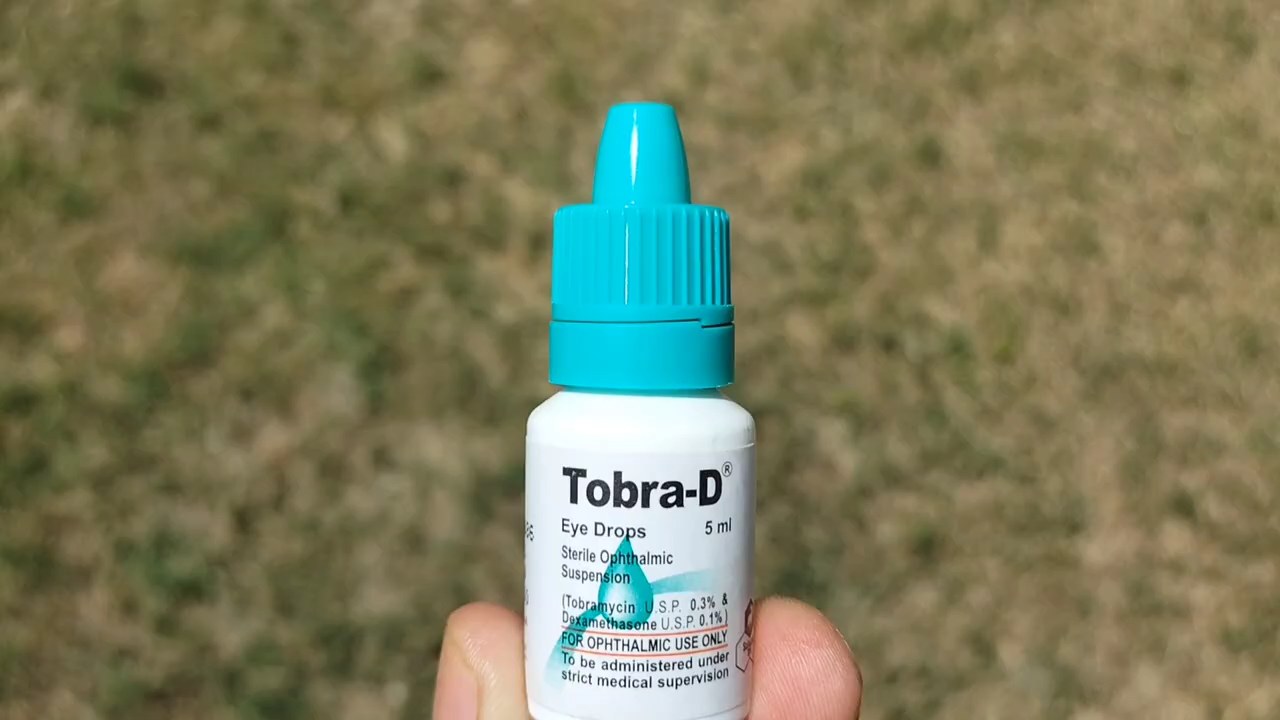 Tobra-D®
Eye Drops 5 ml
Sterile Ophthalmic
Suspension
(Tobramycin U.S.P. 0.3% &
Dexamethasone U.S.P. 0.1%)
FOR OPHTHALMIC USE ONLY
To be administered under
strict medical supervision